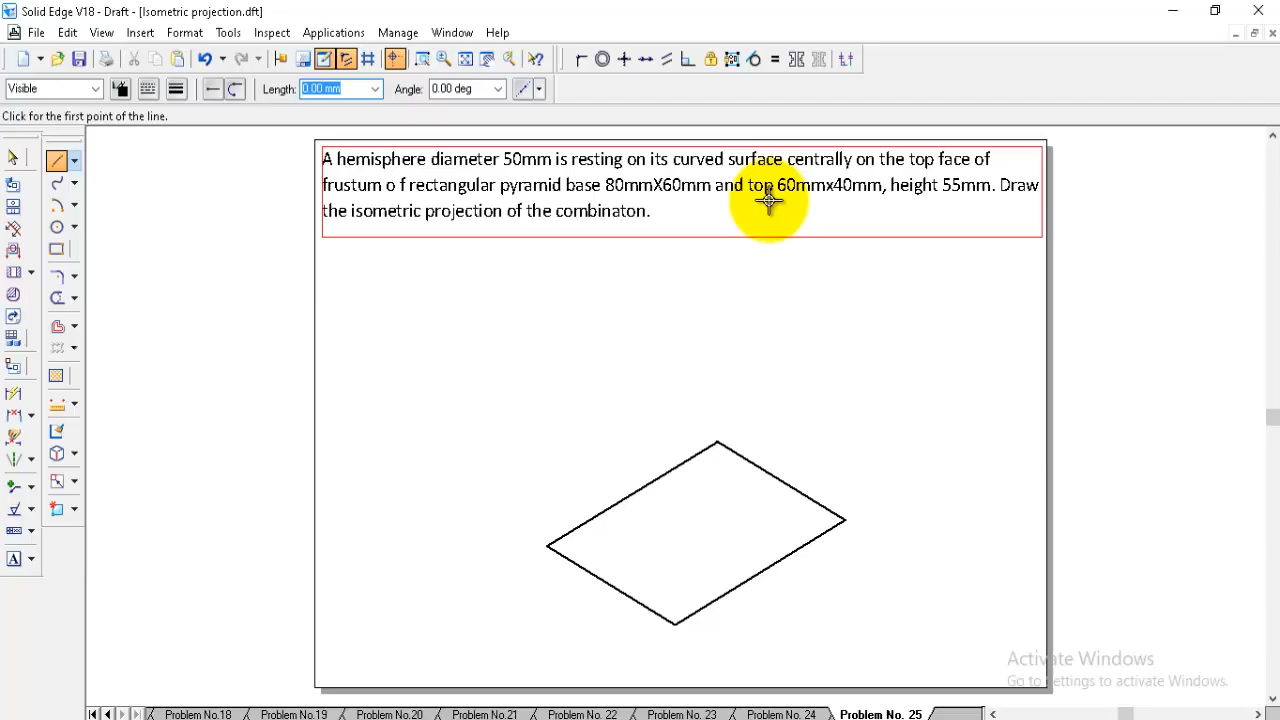 Solid Edge V18 - Draft - [Isometric projection.dft]
File Edit View Insert Format Tools Inspect Applications Manage Window Help
Visible Length: 0.00 mm Angle: 0.00 deg
Click for the first point of the line.
A hemisphere diameter 50mm is resting on its curved surface centrally on the top face of
frustum o f rectangular pyramid base 80mmX60mm and top 60mmx40mm, height 55mm. Draw
the isometric projection of the combinaton.
A
Activate Windows
Go to Settings to activate Windows.
Problem No.18 Problem No.19 Problem No.20 Problem No.21 Problem No. 22 Problem No. 23 Problem No. 24 Problem No. 25